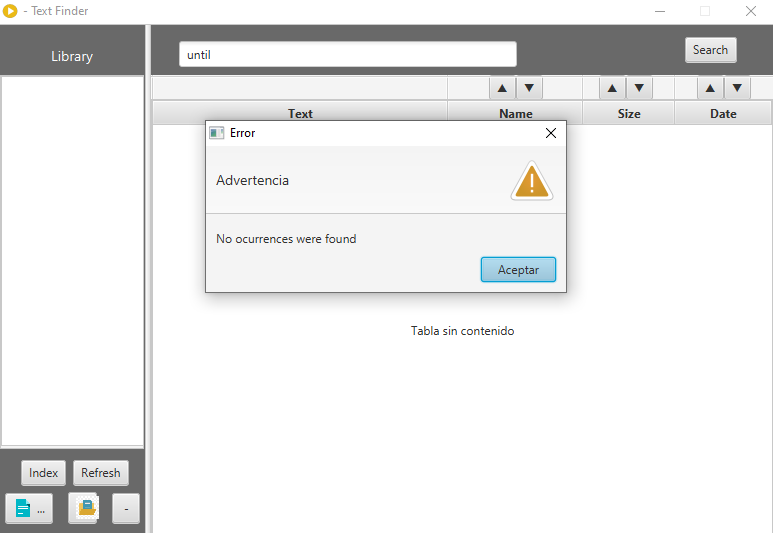 - Text Finder
Library
until
Search
▲ ▼ ▲ ▼ ▲ ▼
Text Name Size Date
Error
Advertencia
No ocurrences were found
Aceptar
Tabla sin contenido
Index Refresh
... -